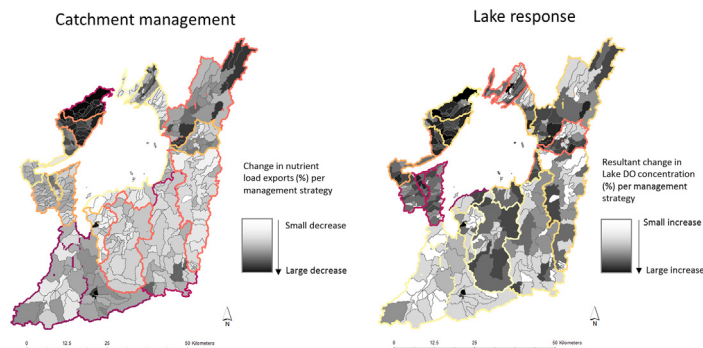 Catchment management
Change in nutrient
load exports (%) per
management strategy
Small decrease
Large decrease
N
0 12.5 25 50 Kilometers
Lake response
Resultant change in
Lake DO concentration
(%) per management
strategy
Small increase
Large increase
N
0 12.5 25 50 Kilometers